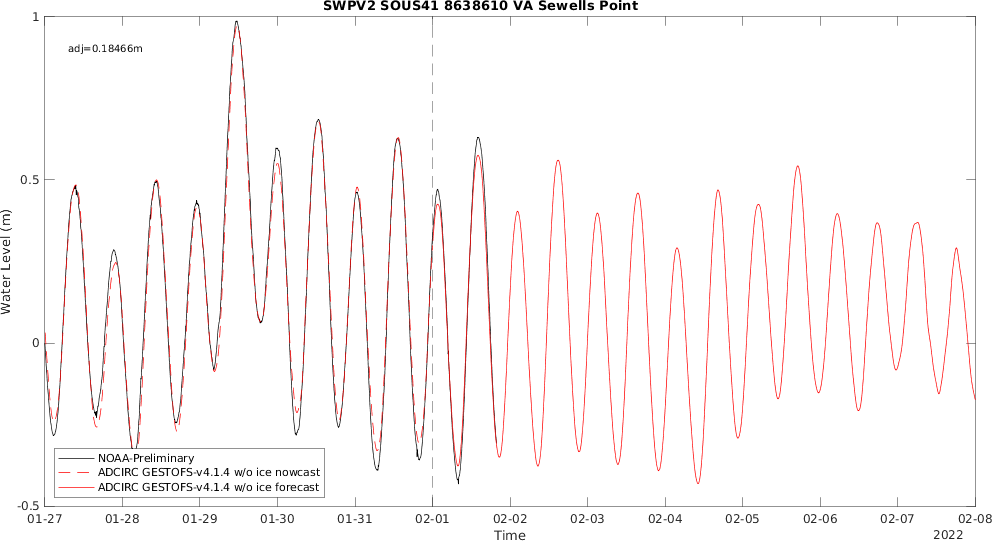 SWPV2 SOUS41 8638610 VA Sewells Point
adj=0.18466m
1
0.5
0
-0.5
Water Level (m)
NOAA-Preliminary
ADCIRC GESTOFS-v4.1.4 w/o ice nowcast
ADCIRC GESTOFS-v4.1.4 w/o ice forecast
01-27 01-28 01-29 01-30 01-31 02-01 02-02 02-03 02-04 02-05 02-06 02-07 02-08
Time
2022